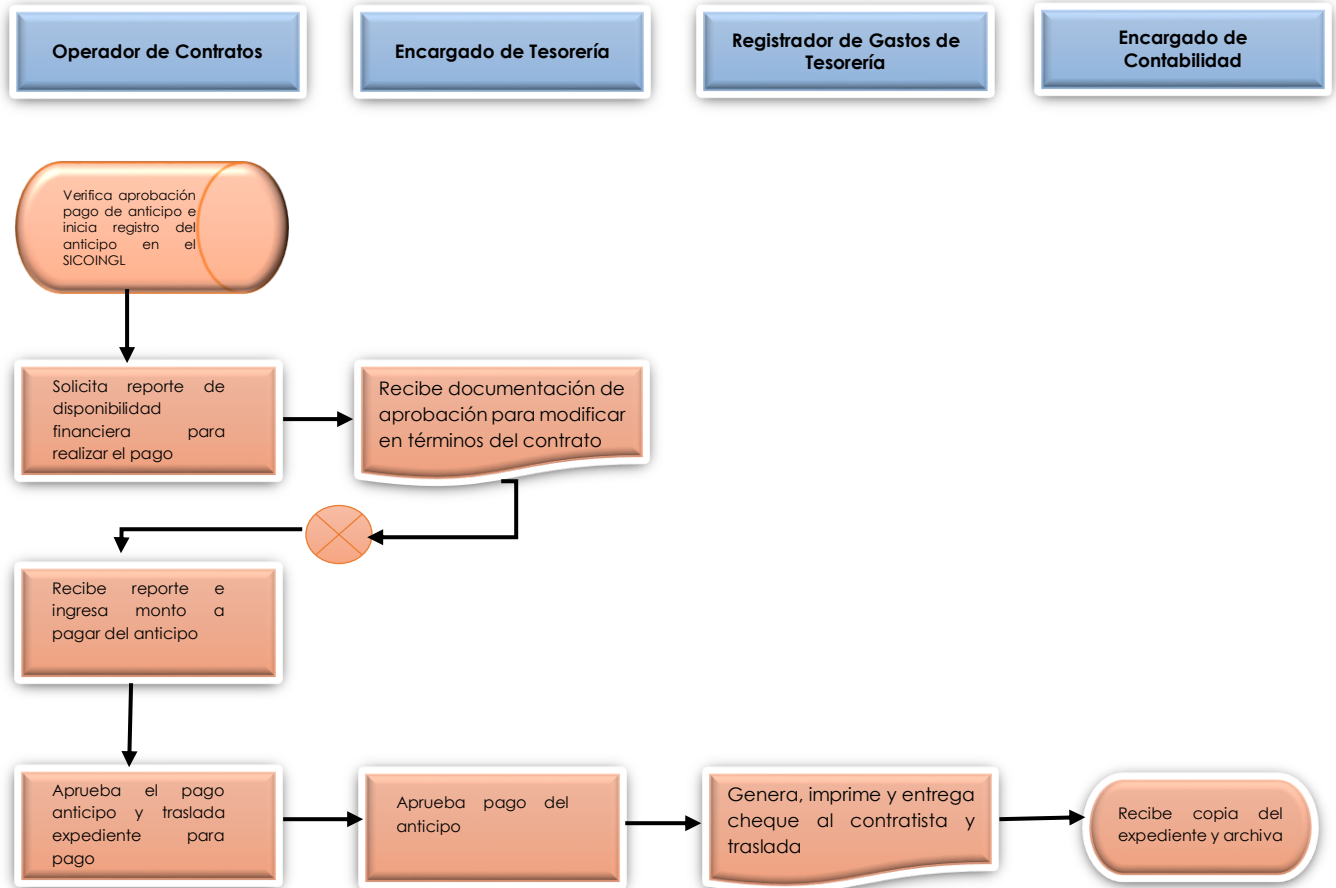 Operador de Contratos
Encargado de Tesorería
Registrador de Gastos de
Tesorería
Encargado de
Contabilidad
Verifica aprobación
pago de anticipo e
inicia registro del
anticipo en el
SICOINGL
Solicita reporte de
disponibilidad
financiera para
realizar el pago
Recibe documentación de
aprobación para modificar
en términos del contrato
Recibe reporte e
ingresa monto a
pagar del anticipo
Aprueba el pago
anticipo y traslada
expediente para
pago
Aprueba pago del
anticipo
Genera, imprime y entrega
cheque al contratista y
traslada
Recibe copia del
expediente y archiva